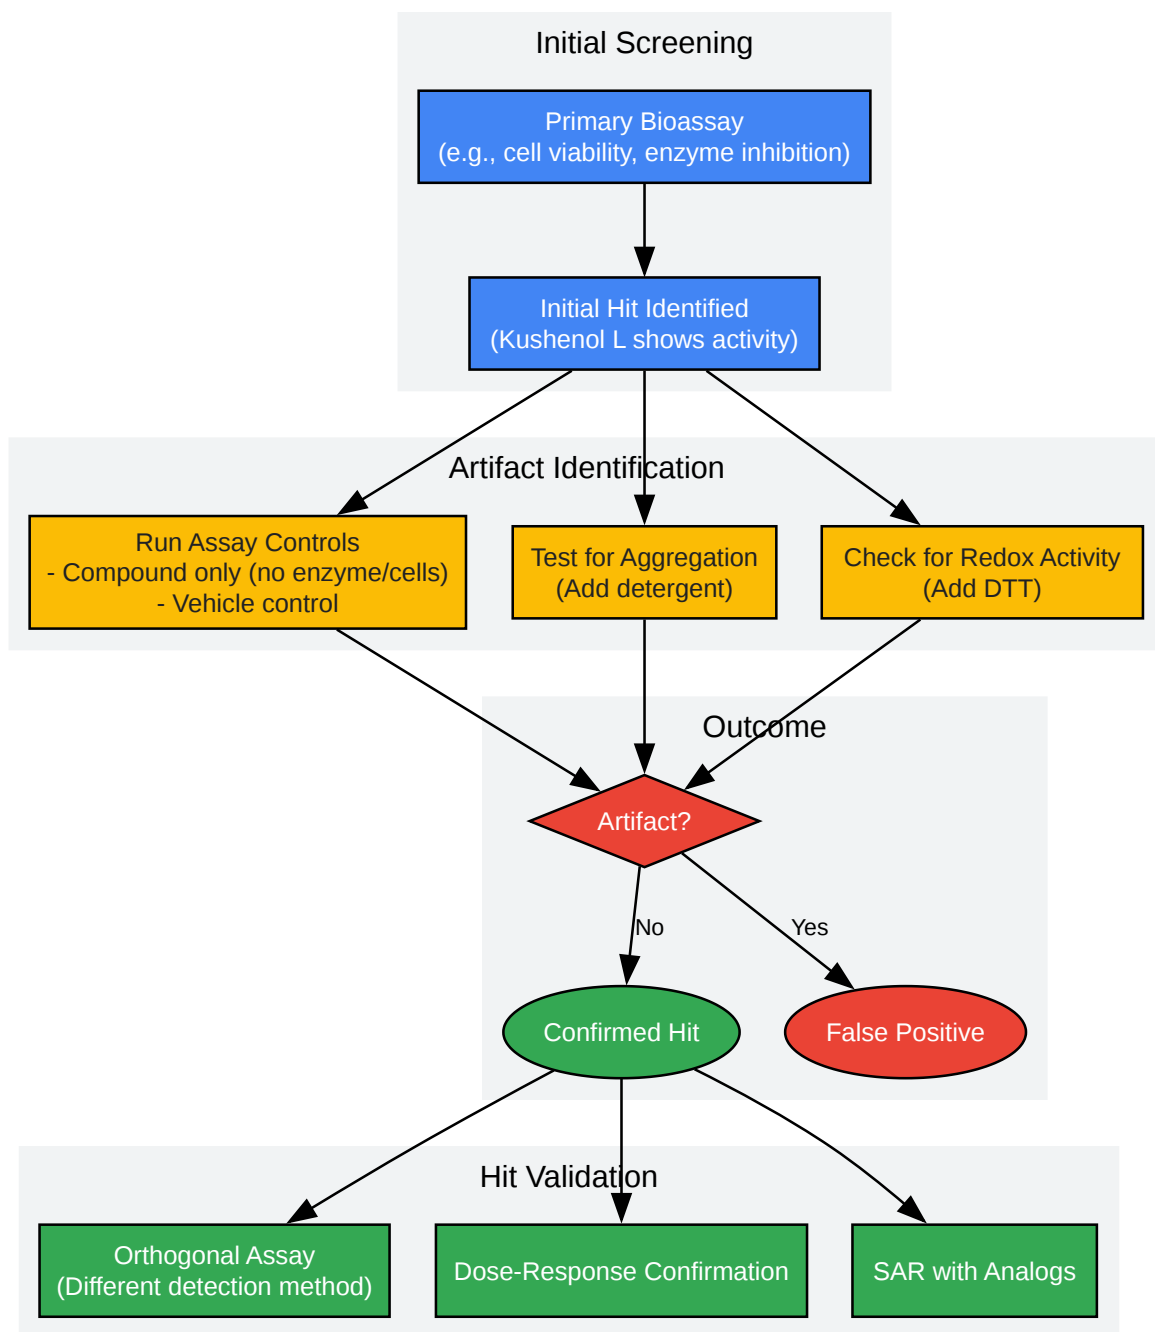 Initial Screening
Primary Bioassay
(e.g., cell viability, enzyme inhibition)
Initial Hit Identified
(Kushenol L shows activity)
Artifact Identification
Run Assay Controls
- Compound only (no enzyme/cells)
- Vehicle control
Test for Aggregation
(Add detergent)
Check for Redox Activity
(Add DTT)
Outcome
Artifact?
No
Yes
Confirmed Hit
False Positive
Hit Validation
Orthogonal Assay
(Different detection method)
Dose-Response Confirmation
SAR with Analogs